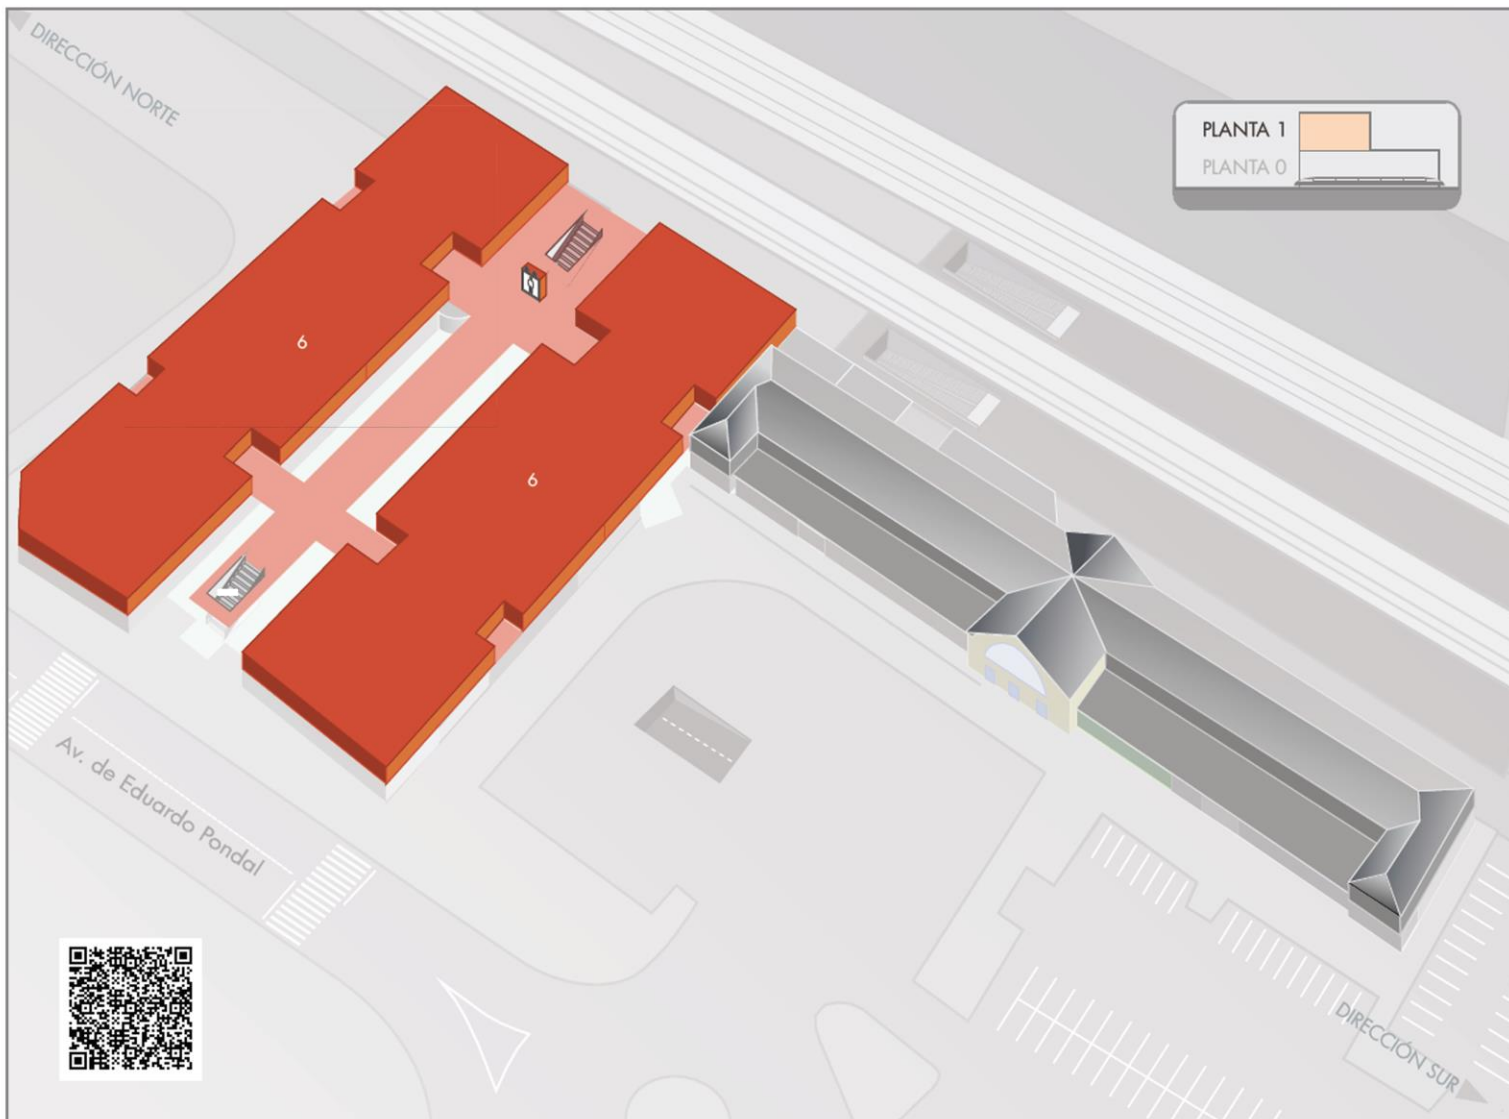 DIRECCIÓN NORTE
PLANTA 1
PLANTA 0
6
6
Av. de Eduardo Pondal
DIRECCIÓN SUR